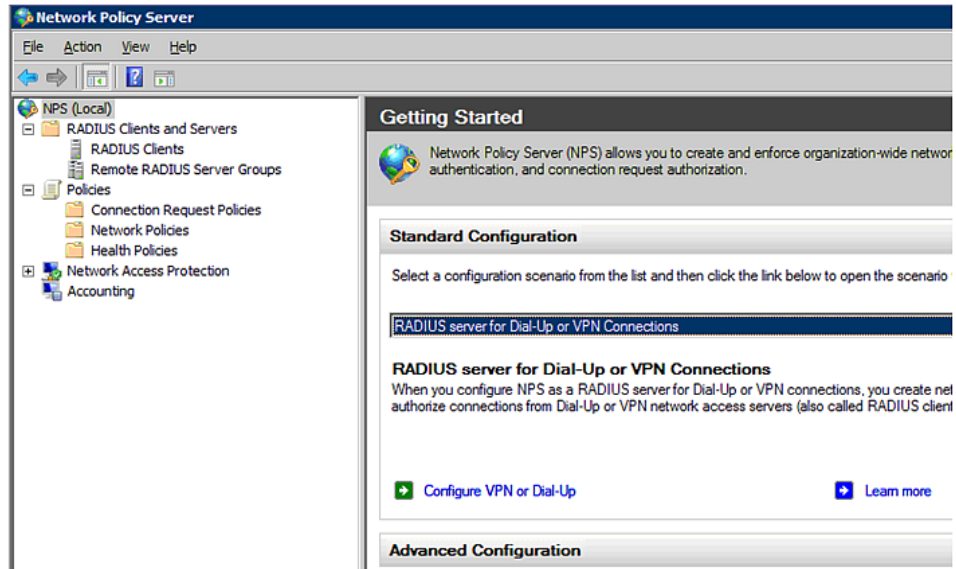 Network Policy Server
File Action View Help
NPS (Local)
RADIUS Clients and Servers
RADIUS Clients
Remote RADIUS Server Groups
Policies
Connection Request Policies
Network Policies
Health Policies
Network Access Protection
Accounting
Getting Started
Network Policy Server (NPS) allows you to create and enforce organization-wide networ
authentication, and connection request authorization.
Standard Configuration
Select a configuration scenario from the list and then click the link below to open the scenario
RADIUS server for Dial-Up or VPN Connections
RADIUS server for Dial-Up or VPN Connections
When you configure NPS as a RADIUS server for Dial-Up or VPN connections, you create net
authorize connections from Dial-Up or VPN network access servers (also called RADIUS client
Configure VPN or Dial-Up
Learn more
Advanced Configuration